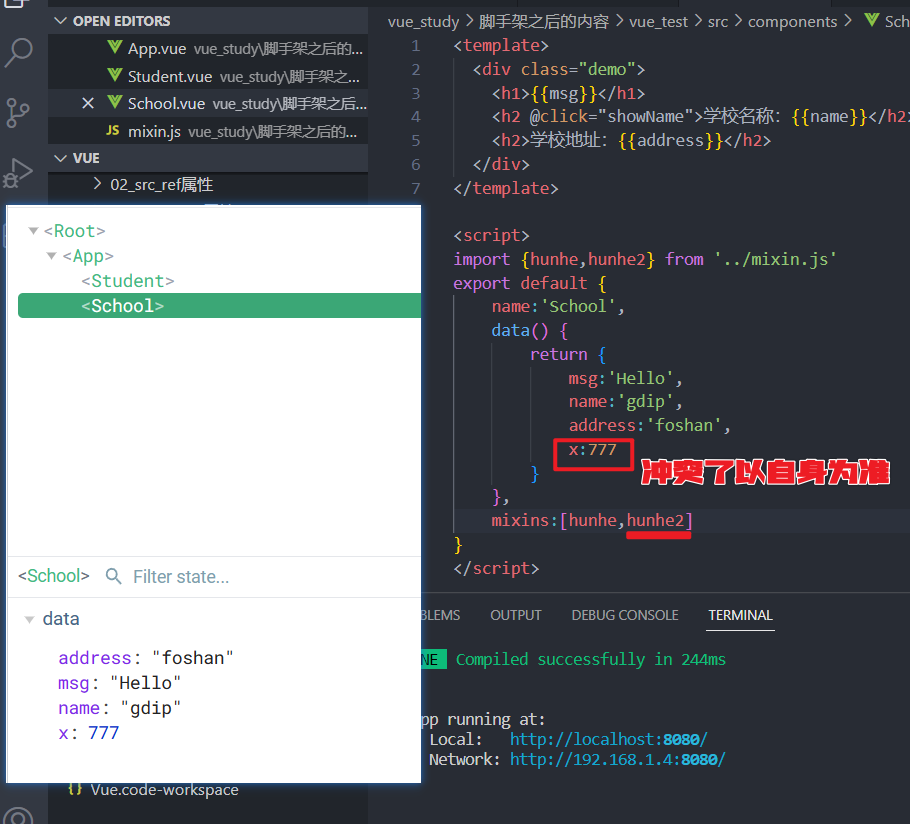 OPEN EDITORS
App.vue vue_study\脚手架之后的...
Student.vue vue_study\脚手架之...
School.vue vue_study\脚手架之后...
JS mixin.js vue_study\脚手架之后的...
VUE
02_src_ref属性
<Root>
<App>
<Student>
<School>
<School> Filter state...
data
address: "foshan"
msg: "Hello"
name: "gdip"
x: 777
{} Vue.code-workspace
vue_study > 脚手架之后的内容 > vue_test > src > components > Sch
1 <template>
2 <div class="demo">
3 <h1>{{msg}}</h1>
4 <h2 @click="showName">学校名称: {{name}}</h2>
5 <h2>学校地址: {{address}}</h2>
6 </div>
7 </template>
<script>
import {hunhe,hunhe2} from '../mixin.js'
export default {
name:'School',
data() {
return {
msg:'Hello',
name:'gdip',
address:'foshan',
x:777
冲突了以自身为准
}
},
mixins:[hunhe,hunhe2]
}
</script>
BLEMS OUTPUT DEBUG CONSOLE TERMINAL
NE Compiled successfully in 244ms
pp running at:
Local: http://localhost:8080/
Network: http://192.168.1.4:8080/